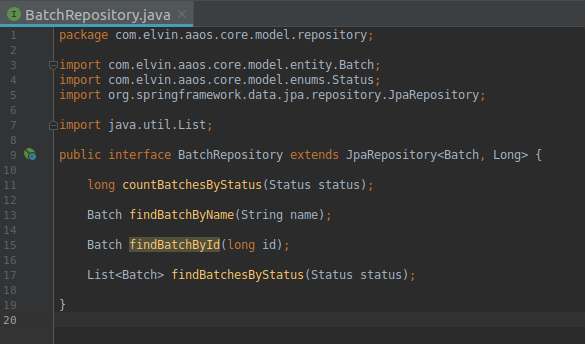 BatchRepository.java
1 package com.elvin.aaos.core.model.repository;
2
3 import com.elvin.aaos.core.model.entity.Batch;
4 import com.elvin.aaos.core.model.enums.Status;
5 import org.springframework.data.jpa.repository.JpaRepository;
6
7 import java.util.List;
8
9 public interface BatchRepository extends JpaRepository<Batch, Long> {
10
11 long countBatchesByStatus(Status status);
12
13 Batch findBatchByName(String name);
14
15 Batch findBatchById(long id);
16
17 List<Batch> findBatchesByStatus(Status status);
18
19 }
20